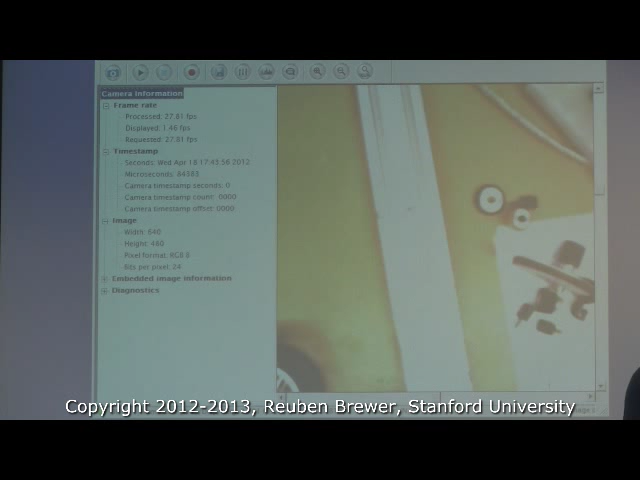 Camera Information
Frame rate
Processed: 27.81 fps
Displayed: 1.46 fps
Requested: 27.81 fps
Timestamp
Seconds: Wed Apr 18 17:43:56 2012
Microseconds: 84383
Camera timestamp seconds: 0
Camera timestamp count: 0000
Camera timestamp offset: 0000
Image
Width: 640
Height: 480
Pixel format: RGB 8
Bits per pixel: 24
Embedded image information
Diagnostics
Copyright 2012-2013, Reuben Brewer, Stanford University